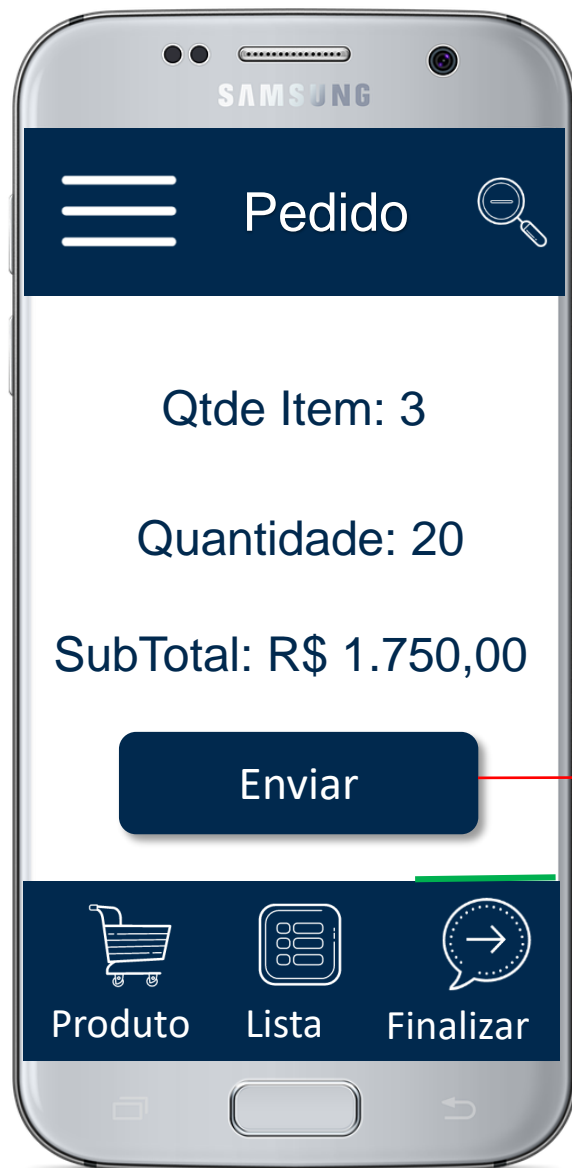 SAMSUNG
Pedido
Qtde Item: 3
Quantidade: 20
SubTotal: R$ 1.750,00
Enviar
Produto Lista Finalizar